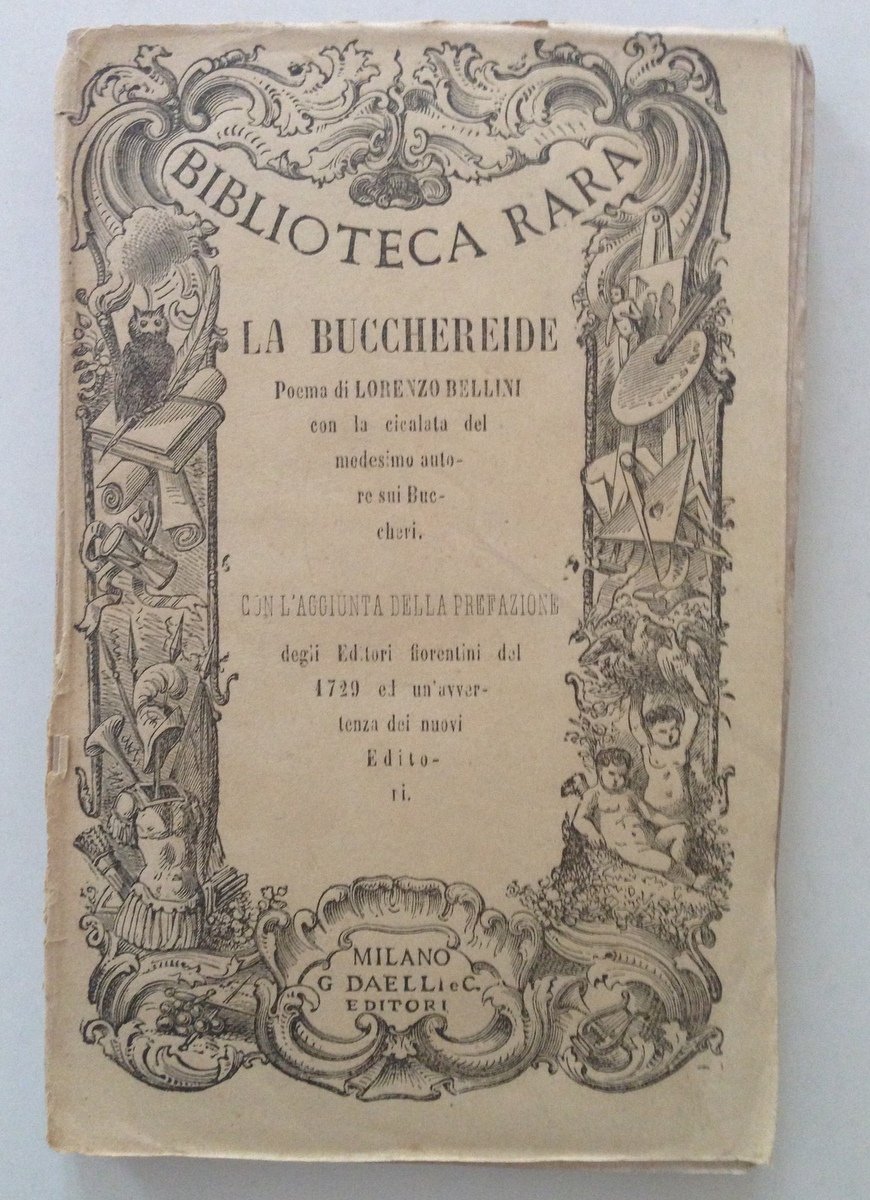 BIBLIOTECA RARA
LA BUCCHEREIDE
Poema di LORENZO BELLINI
con la cicalata del
medesimo auto-
re sui Buc-
cheri.
CON L'AGGIUNTA DELLA PREFAZIONE
degli Editori fiorentini del
1729 ed un'avver-
tenza dei nuovi
Edito-
ri.
MILANO
G. DAELLI e C.
EDITORI